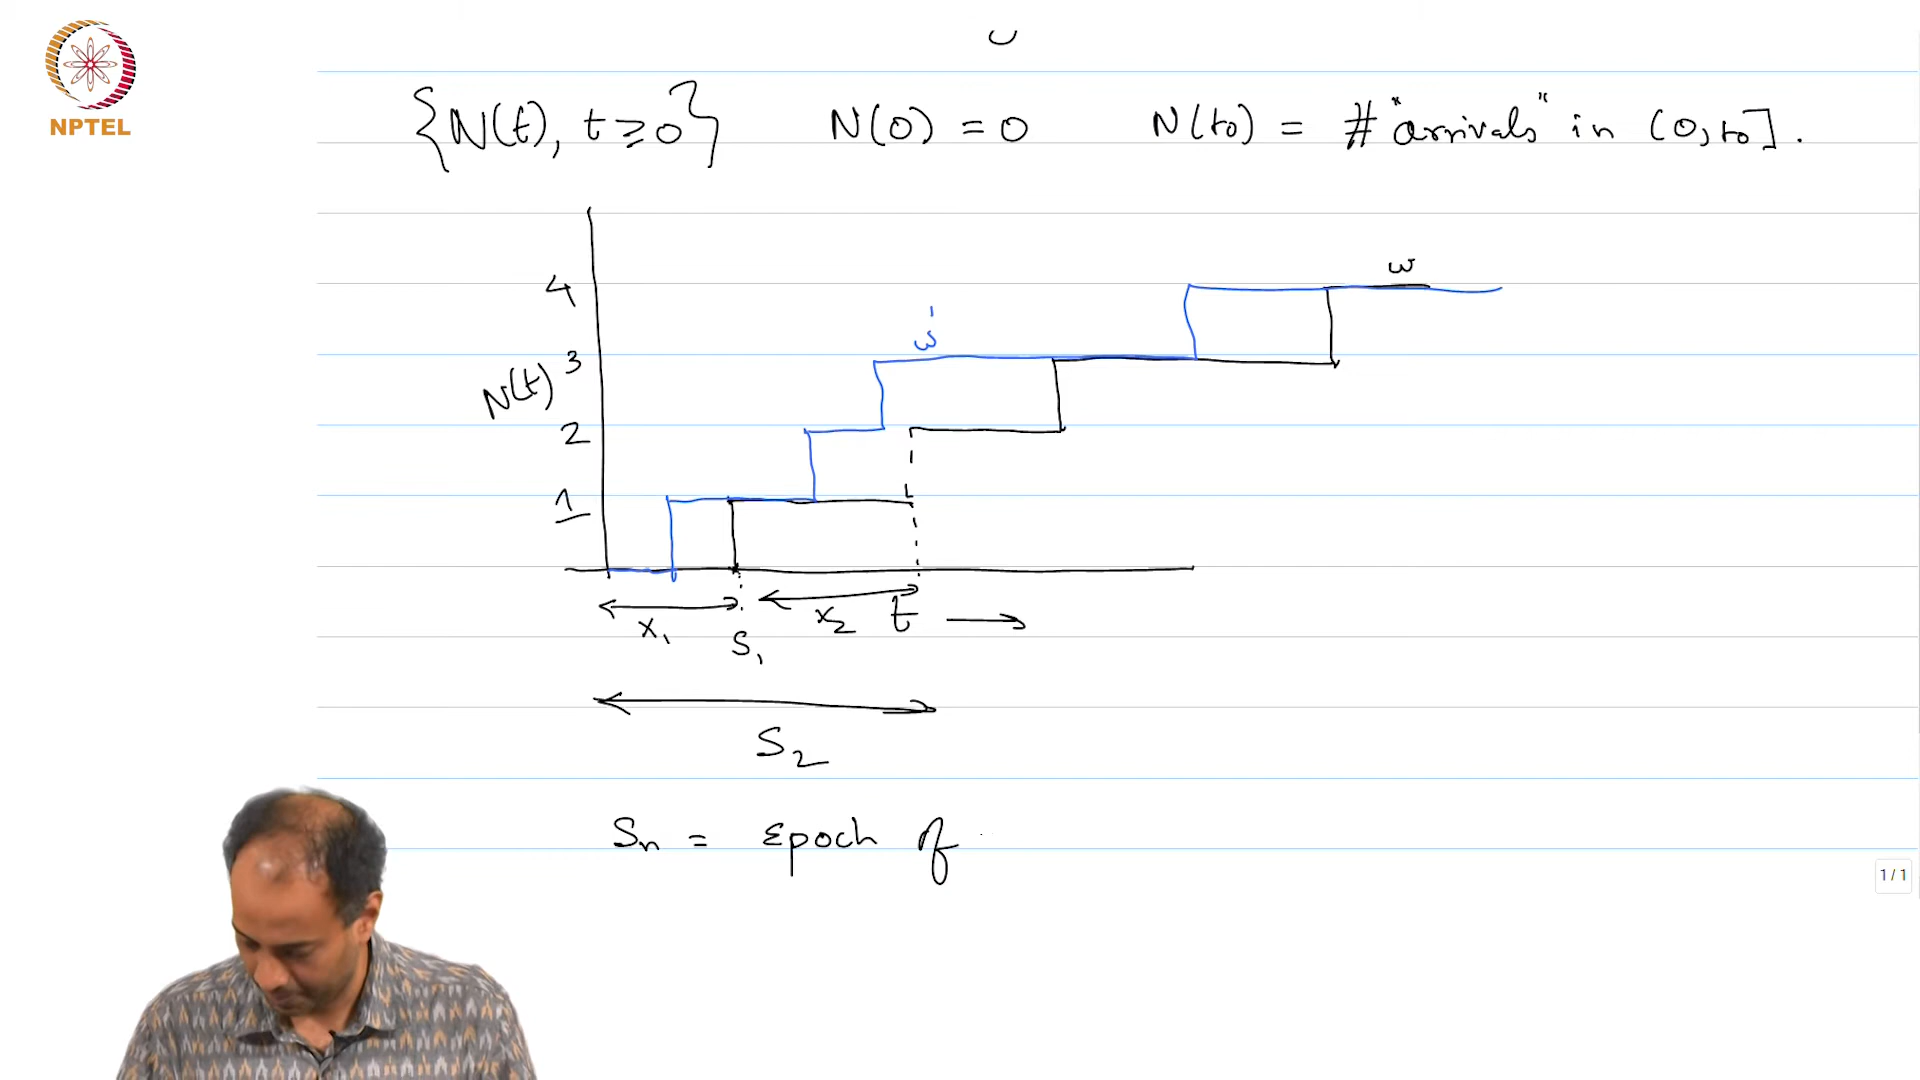 NPTEL
{N(t), t ≥ 0} N(0) = 0 N(t0) = # "arrivals" in (0, t0].
4
ω
ω'
3
N(t)
2
1
x₁ x₂ t
S₁
S₂
Sₙ = Epoch of
1 / 1